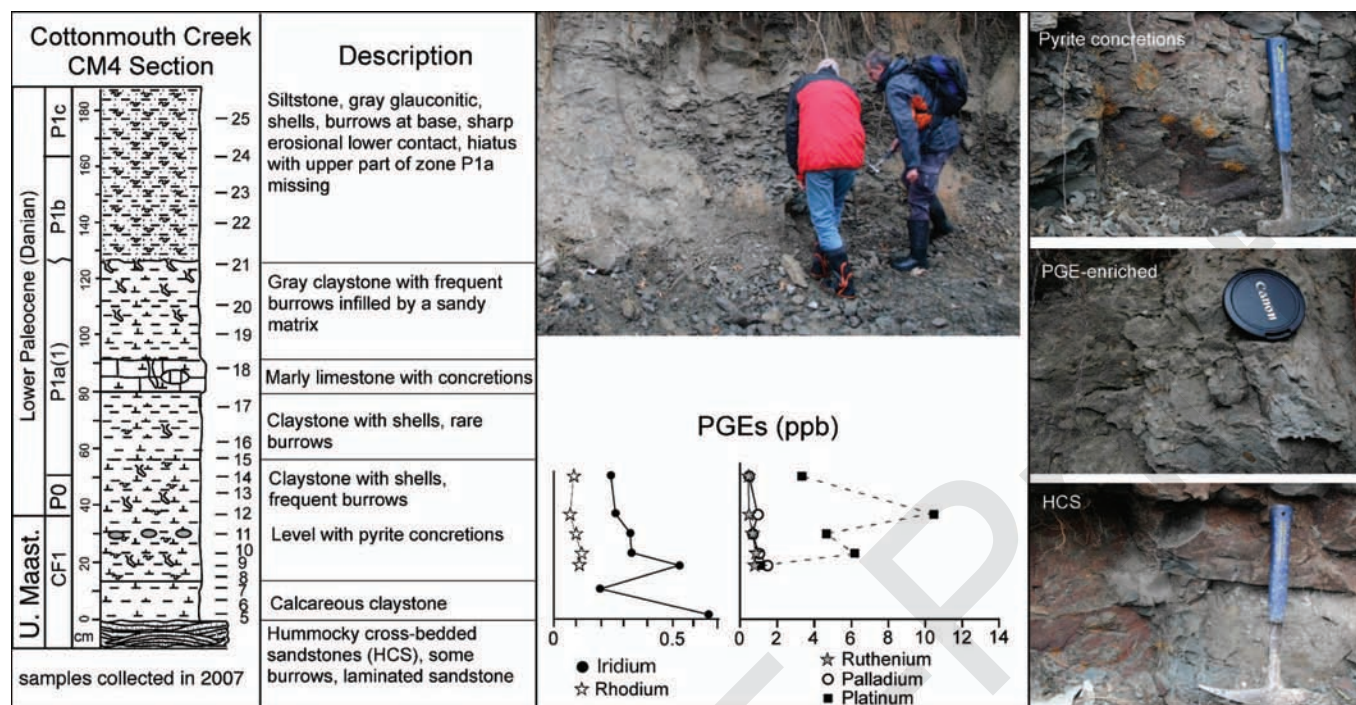 Cottonmouth Creek
CM4 Section
Lower Paleocene (Danian)
U. Maast.
P1c
P1b
P1a(1)
P0
CF1
180
160
140
120
100
80
60
40
20
0
cm
25
24
23
22
21
20
19
18
17
16
15
14
13
12
11
10
9
8
7
6
5
samples collected in 2007
Description
Siltstone, gray glauconitic,
shells, burrows at base, sharp
erosional lower contact, hiatus
with upper part of zone P1a
missing
Gray claystone with frequent
burrows infilled by a sandy
matrix
Marly limestone with concretions
Claystone with shells, rare
burrows
Claystone with shells,
frequent burrows
Level with pyrite concretions
Calcareous claystone
Hummocky cross-bedded
sandstones (HCS), some
burrows, laminated sandstone
PGEs (ppb)
0 0.5
Iridium
Rhodium
0 2 4 6 8 10 12 14
Ruthenium
Palladium
Platinum
Pyrite concretions
PGE-enriched
Canon
HCS